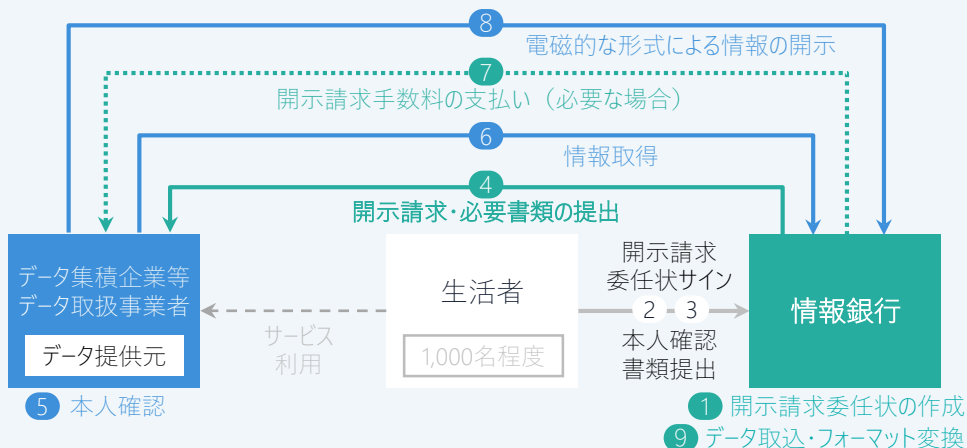 8
電磁的な形式による情報の開示
7
開示請求手数料の支払い（必要な場合）
6
情報取得
4
開示請求・必要書類の提出
データ集積企業等
データ取扱事業者
データ提供元
5 本人確認
サービス
利用
生活者
1,000名程度
開示請求
委任状サイン
2 3
本人確認
書類提出
情報銀行
1 開示請求委任状の作成
9 データ取込・フォーマット変換